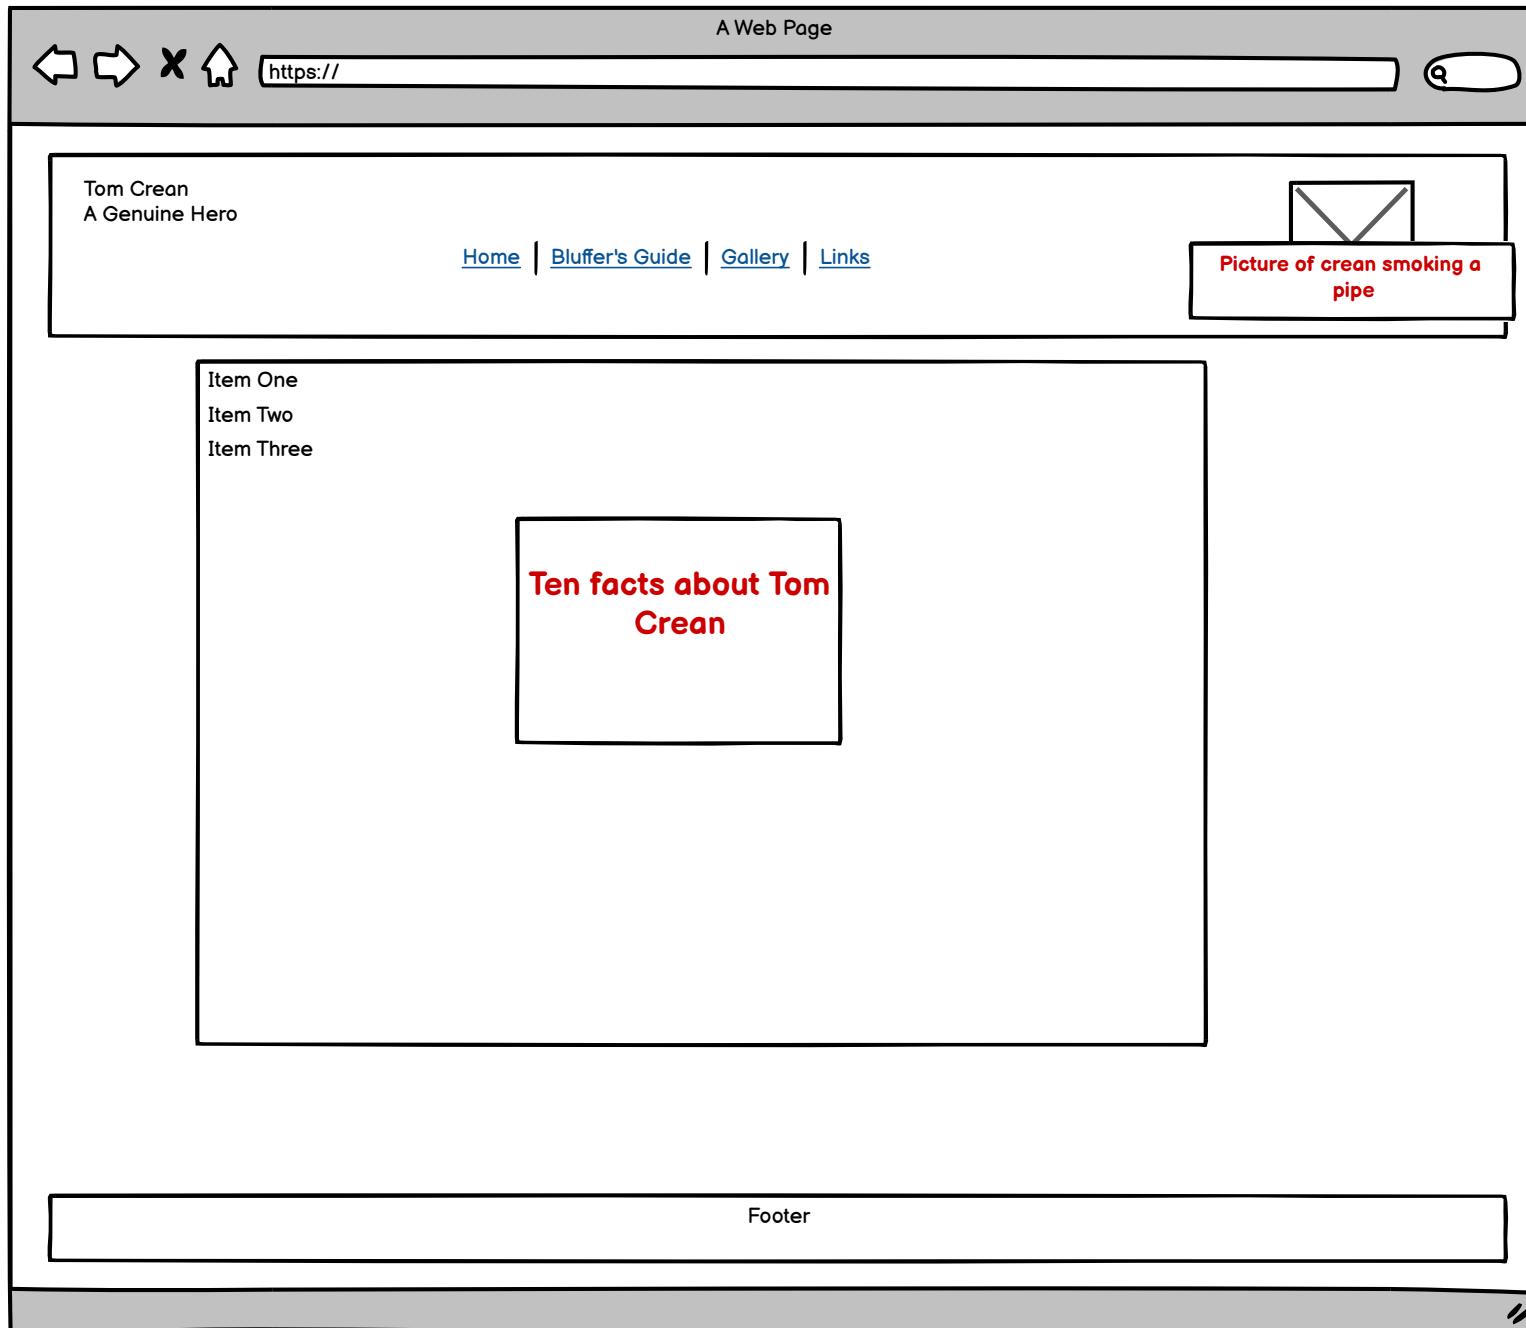 A Web Page
https://
Tom Crean
A Genuine Hero
Home | Bluffer's Guide | Gallery | Links
Picture of crean smoking a
pipe
Item One
Item Two
Item Three
Ten facts about Tom
Crean
Footer